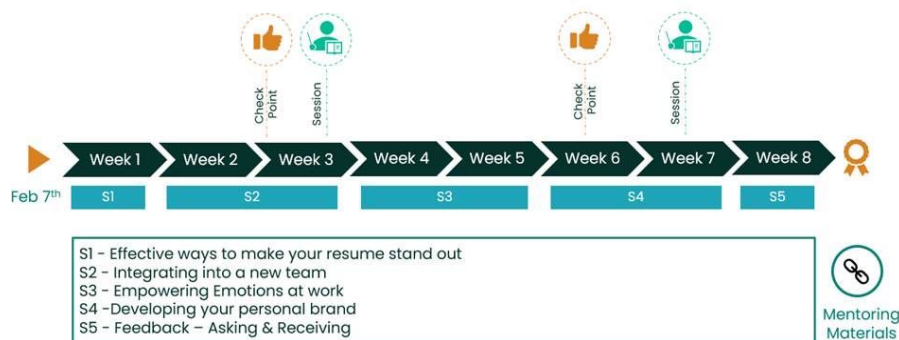 Check
Point
Session
Check
Point
Session
Week 1
Week 2
Week 3
Week 4
Week 5
Week 6
Week 7
Week 8
Feb 7th
S1
S2
S3
S4
S5
S1 - Effective ways to make your resume stand out
S2 - Integrating into a new team
S3 - Empowering Emotions at work
S4 -Developing your personal brand
S5 - Feedback – Asking & Receiving
Mentoring
Materials